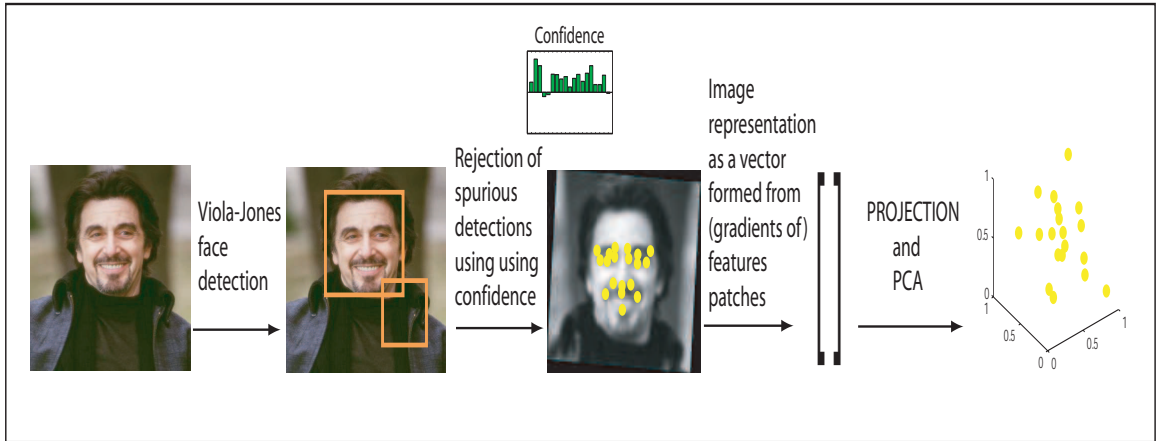 Confidence
Viola-Jones
face
detection
Rejection of
spurious
detections
using using
confidence
Image
representation
as a vector
formed from
(gradients of)
features
patches
PROJECTION
and
PCA
1
0.5
0
1
0.5
0
0
0.5
1